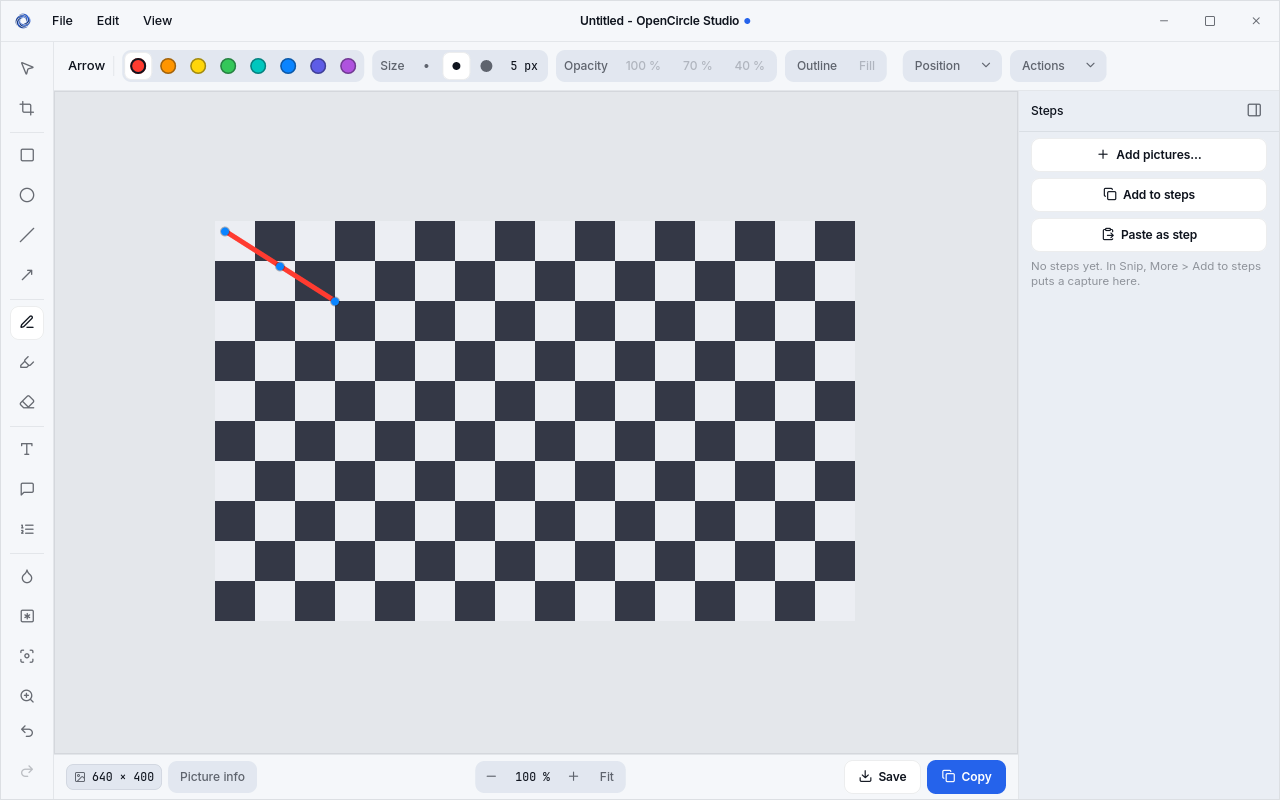 File Edit View Untitled - OpenCircle Studio
Arrow Size 5 px Opacity 100 % 70 % 40 % Outline Fill Position Actions
Steps
Add pictures...
Add to steps
Paste as step
No steps yet. In Snip, More > Add to steps
puts a capture here.
640 × 400 Picture info 100 % Fit Save Copy